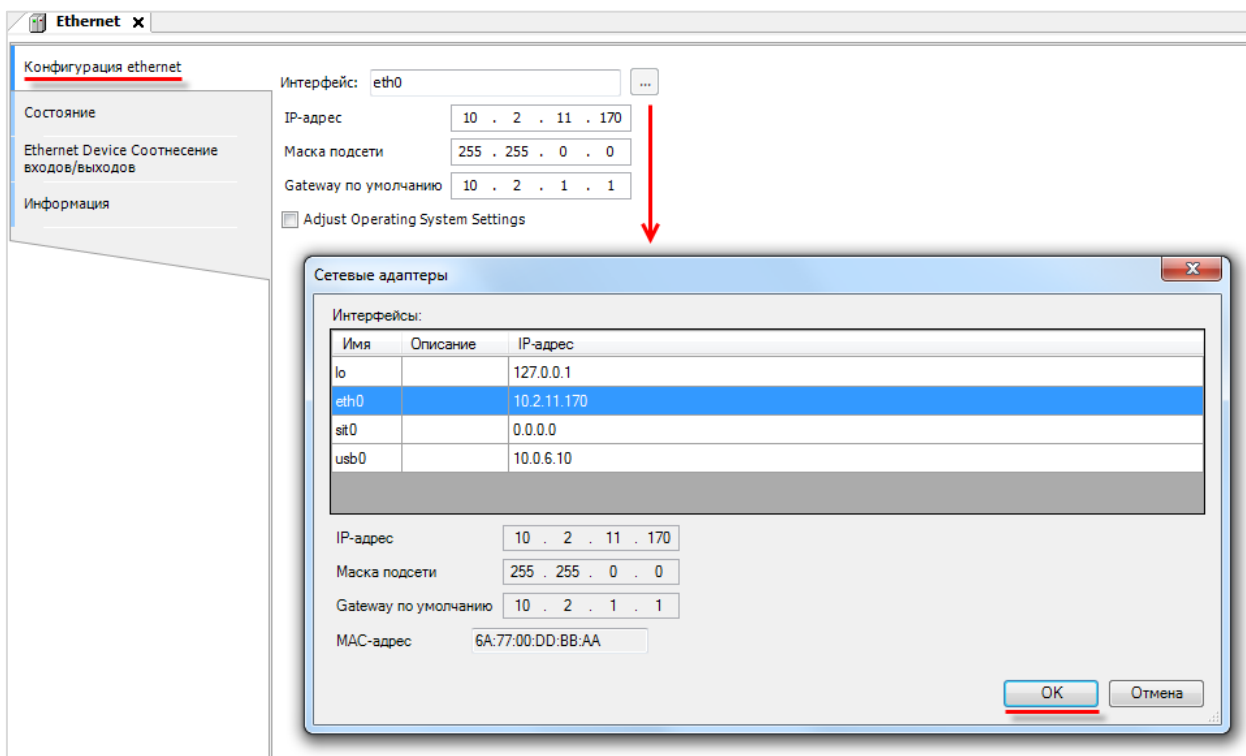 Ethernet x
Конфигурация ethernet
Состояние
Ethernet Device Соотнесение
входов/выходов
Информация
Интерфейс: eth0 ...
IP-адрес 10 . 2 . 11 . 170
Маска подсети 255 . 255 . 0 . 0
Gateway по умолчанию 10 . 2 . 1 . 1
Adjust Operating System Settings
Сетевые адаптеры
Интерфейсы:
Имя Описание IP-адрес
lo 127.0.0.1
eth0 10.2.11.170
sit0 0.0.0.0
usb0 10.0.6.10
IP-адрес 10 . 2 . 11 . 170
Маска подсети 255 . 255 . 0 . 0
Gateway по умолчанию 10 . 2 . 1 . 1
MAC-адрес 6A:77:00:DD:BB:AA
OK Отмена